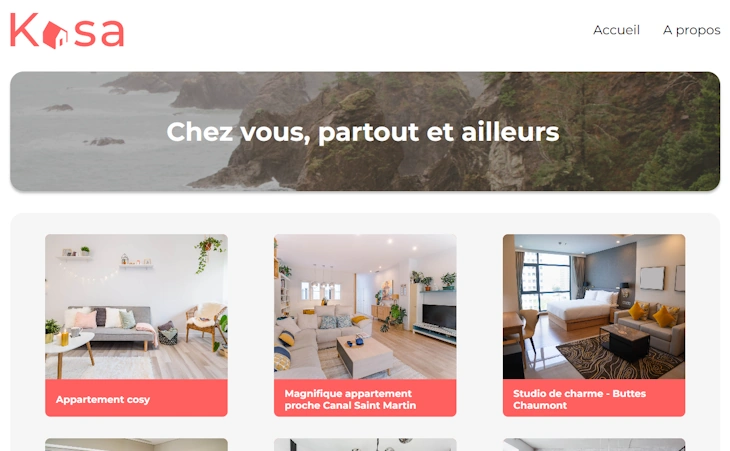 Kasa
Accueil
A propos
Chez vous, partout et ailleurs
Appartement cosy
Magnifique appartement
proche Canal Saint Martin
Studio de charme - Buttes
Chaumont